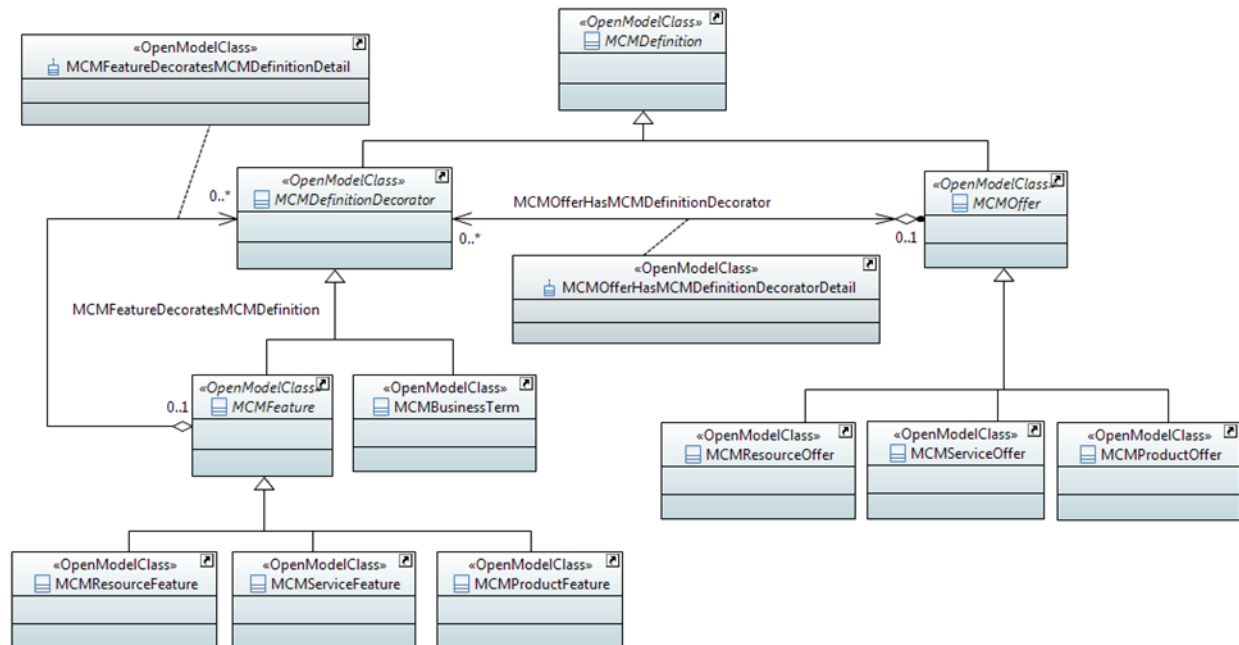 «OpenModelClass»
MCMDefinition
«OpenModelClass»
MCMFeatureDecoratesMCMDefinitionDetail
«OpenModelClass»
MCMDefinitionDecorator
0..*
MCMOfferHasMCMDefinitionDecorator
0..*
0..1
«OpenModelClass»
MCMOffer
«OpenModelClass»
MCMOfferHasMCMDefinitionDecoratorDetail
MCMFeatureDecoratesMCMDefinition
0..1
«OpenModelClass»
MCMFeature
«OpenModelClass»
MCMBusinessTerm
«OpenModelClass»
MCMResourceOffer
«OpenModelClass»
MCMServiceOffer
«OpenModelClass»
MCMProductOffer
«OpenModelClass»
MCMResourceFeature
«OpenModelClass»
MCMServiceFeature
«OpenModelClass»
MCMProductFeature